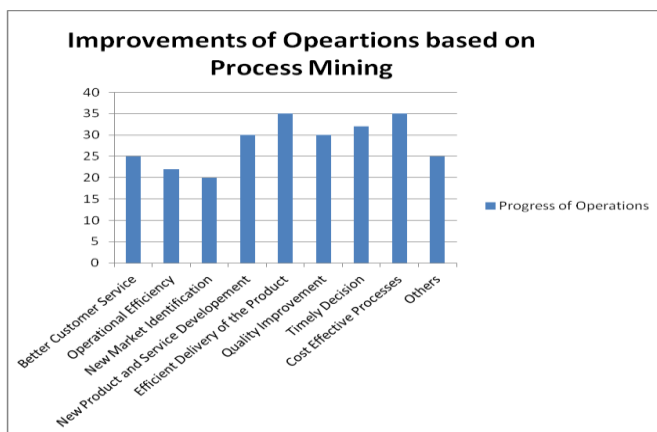 Improvements of Opeartions based on
Process Mining
40
35
30
25
20
15
10
5
0
Better Customer Service
Operational Efficiency
New Market Identification
New Product and Service Development
Efficient Delivery of the Product
Quality Improvement
Timely Decision
Cost Effective Processes
Others
Progress of Operations